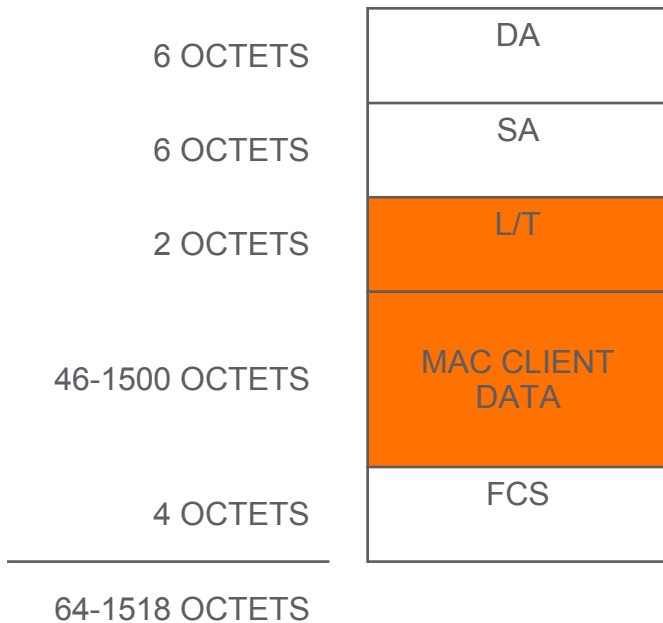 6 OCTETS DA
6 OCTETS SA
2 OCTETS L/T
46-1500 OCTETS MAC CLIENT
DATA
4 OCTETS FCS
64-1518 OCTETS